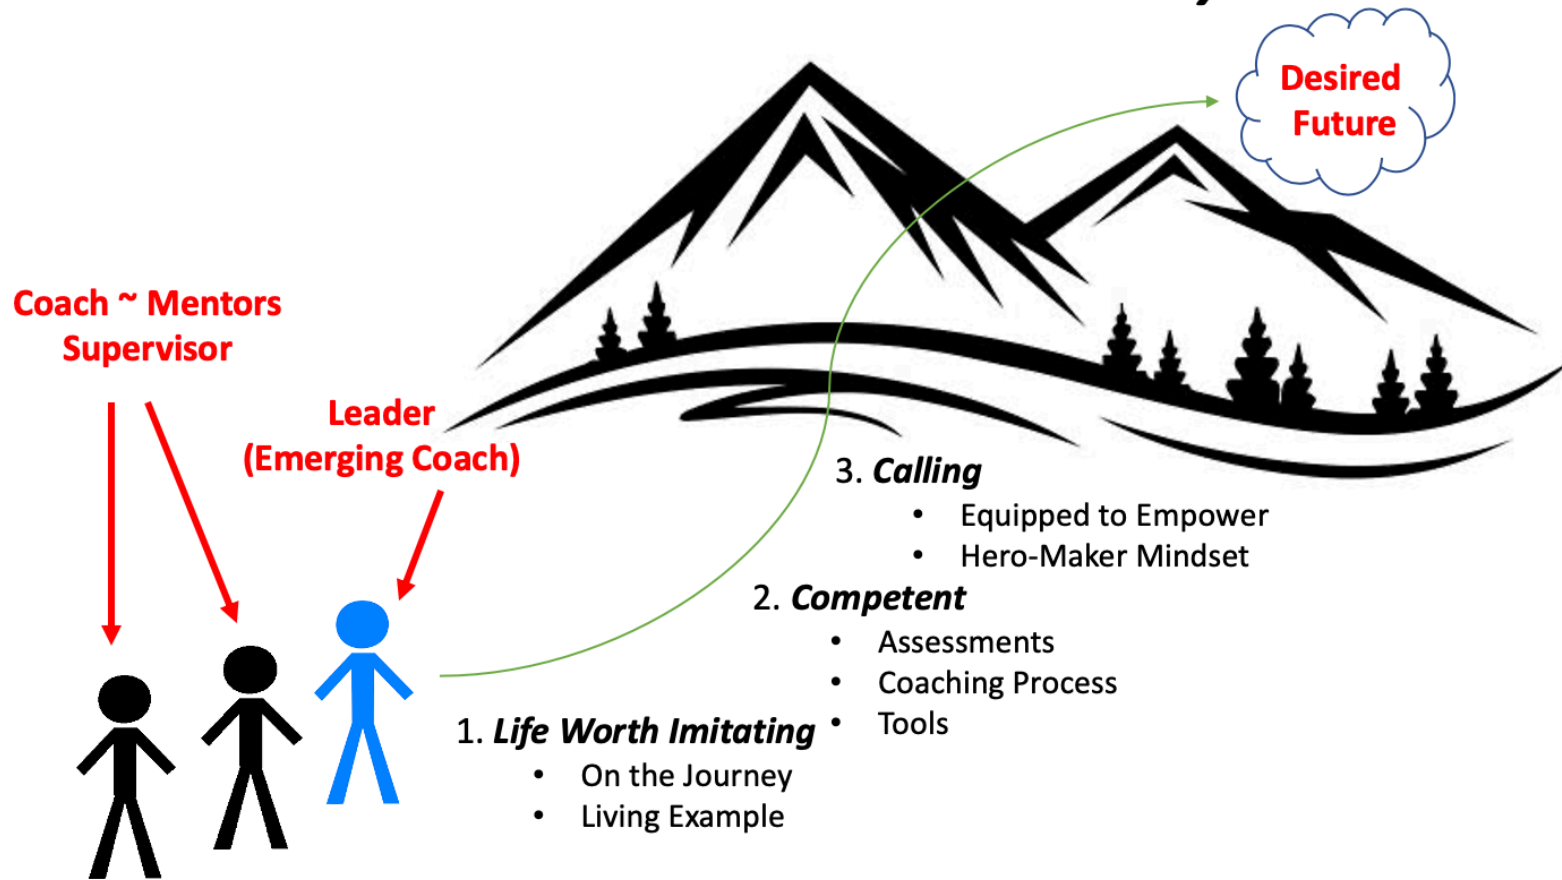 Desired
Future
Coach ~ Mentors
Supervisor
Leader
(Emerging Coach)
3. Calling
• Equipped to Empower
• Hero-Maker Mindset
2. Competent
• Assessments
• Coaching Process
• Tools
1. Life Worth Imitating
• On the Journey
• Living Example